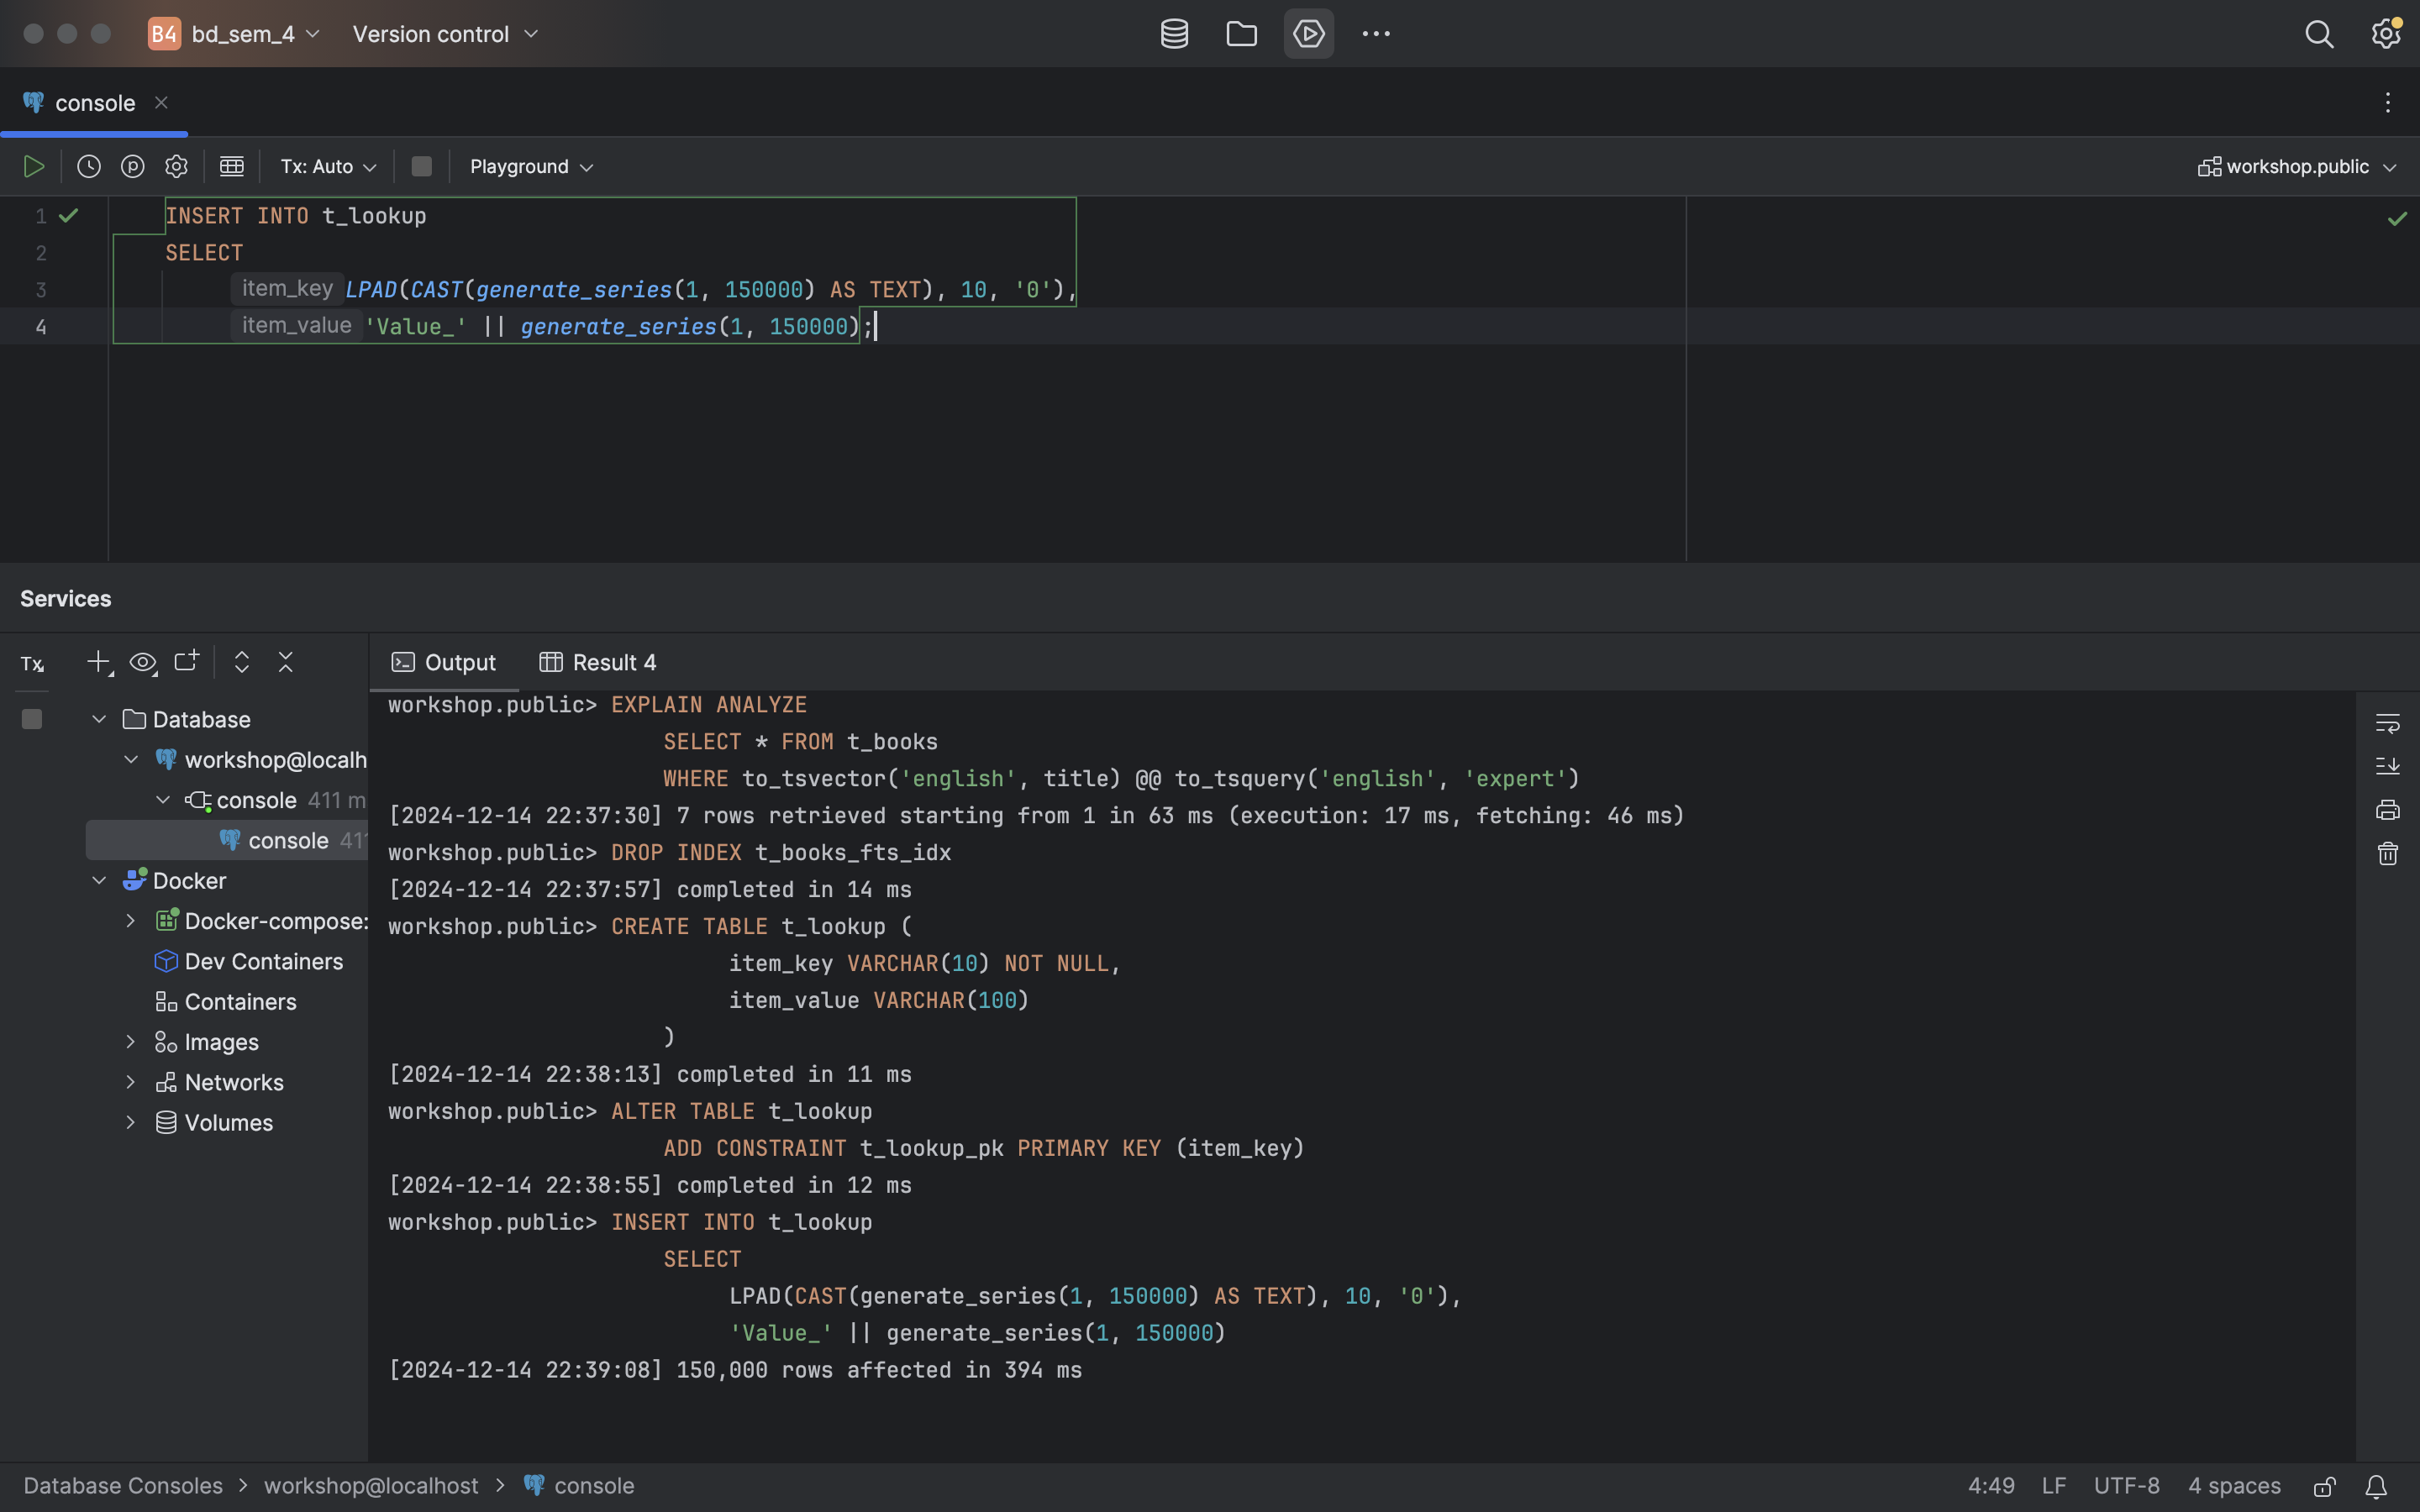 B4 bd_sem_4 Version control
console
Tx: Auto Playground workshop.public
1 INSERT INTO t_lookup
2 SELECT
3 item_key LPAD(CAST(generate_series(1, 150000) AS TEXT), 10, '0'),
4 item_value 'Value_' || generate_series(1, 150000);
Services
Tx
Output Result 4
Database
workshop@localh
console 411 m
console 411
Docker
Docker-compose:
Dev Containers
Containers
Images
Networks
Volumes
workshop.public> EXPLAIN ANALYZE
SELECT * FROM t_books
WHERE to_tsvector('english', title) @@ to_tsquery('english', 'expert')
[2024-12-14 22:37:30] 7 rows retrieved starting from 1 in 63 ms (execution: 17 ms, fetching: 46 ms)
workshop.public> DROP INDEX t_books_fts_idx
[2024-12-14 22:37:57] completed in 14 ms
workshop.public> CREATE TABLE t_lookup (
item_key VARCHAR(10) NOT NULL,
item_value VARCHAR(100)
)
[2024-12-14 22:38:13] completed in 11 ms
workshop.public> ALTER TABLE t_lookup
ADD CONSTRAINT t_lookup_pk PRIMARY KEY (item_key)
[2024-12-14 22:38:55] completed in 12 ms
workshop.public> INSERT INTO t_lookup
SELECT
LPAD(CAST(generate_series(1, 150000) AS TEXT), 10, '0'),
'Value_' || generate_series(1, 150000)
[2024-12-14 22:39:08] 150,000 rows affected in 394 ms
Database Consoles > workshop@localhost > console
4:49 LF UTF-8 4 spaces